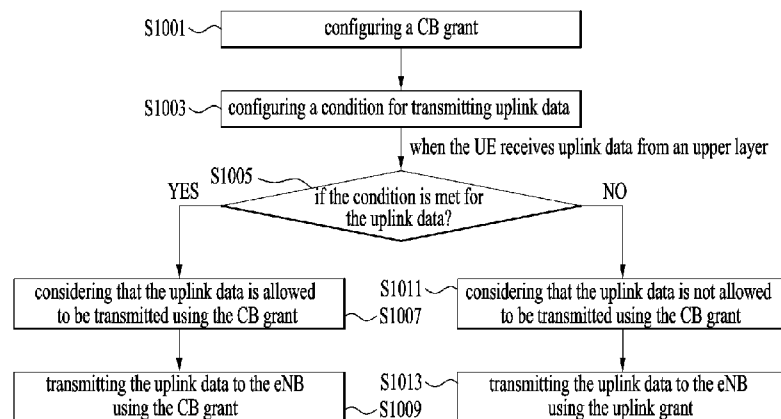 S1001
configuring a CB grant
S1003
configuring a condition for transmitting uplink data
when the UE receives uplink data from an upper layer
S1005
YES
if the condition is met for
the uplink data?
NO
considering that the uplink data is allowed
to be transmitted using the CB grant
S1007
S1011
considering that the uplink data is not allowed
to be transmitted using the CB grant
transmitting the uplink data to the eNB
using the CB grant
S1009
S1013
transmitting the uplink data to the eNB
using the uplink grant